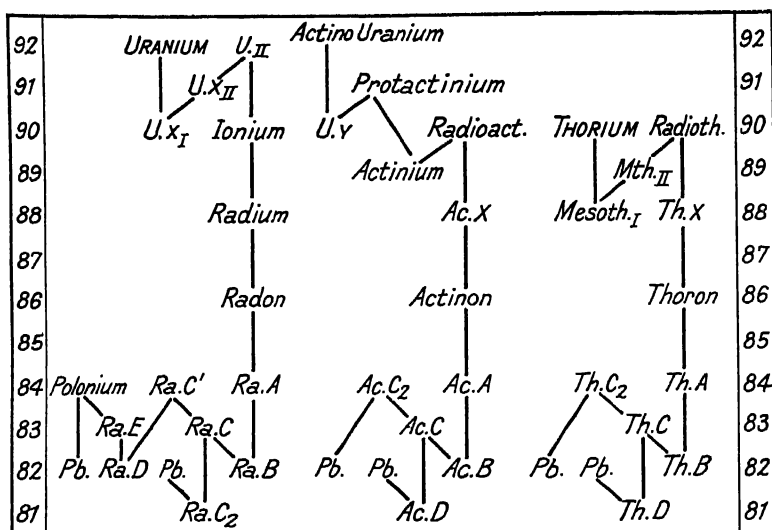 92 URANIUM U.II Actino Uranium 92
91 U.XII Protactinium 91
90 U.XI Ionium U.Y Radioact. THORIUM Radioth. 90
89 Actinium Mth.II 89
88 Radium Ac.X Mesoth.I Th.X 88
87 87
86 Radon Actinon Thoron 86
85 85
84 Polonium Ra.C' Ra.A Ac.C2 Ac.A Th.C2 Th.A 84
83 Ra.E Ra.C Ac.C Th.C 83
82 Pb. Ra.D Pb. Ra.B Pb. Pb. Ac.B Pb. Pb. Th.B 82
81 Ra.C2 Ac.D Th.D 81